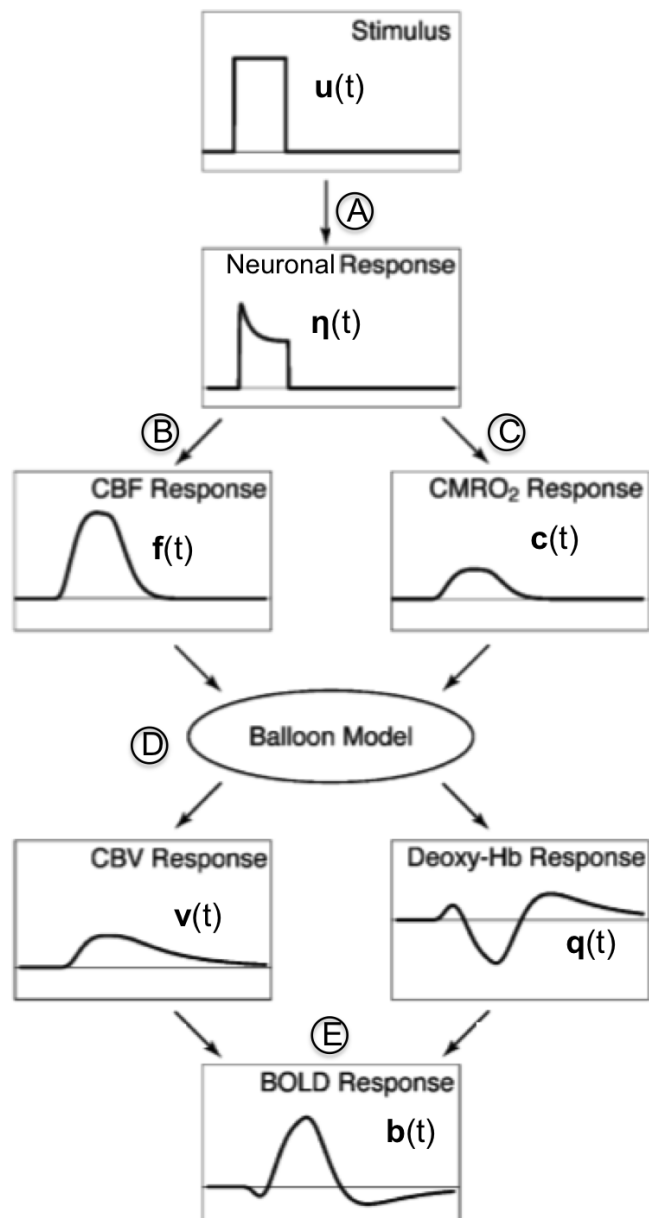 Stimulus
u(t)
A
Neuronal Response
η(t)
B
C
CBF Response
f(t)
CMRO₂ Response
c(t)
D
Balloon Model
CBV Response
v(t)
Deoxy-Hb Response
q(t)
E
BOLD Response
b(t)